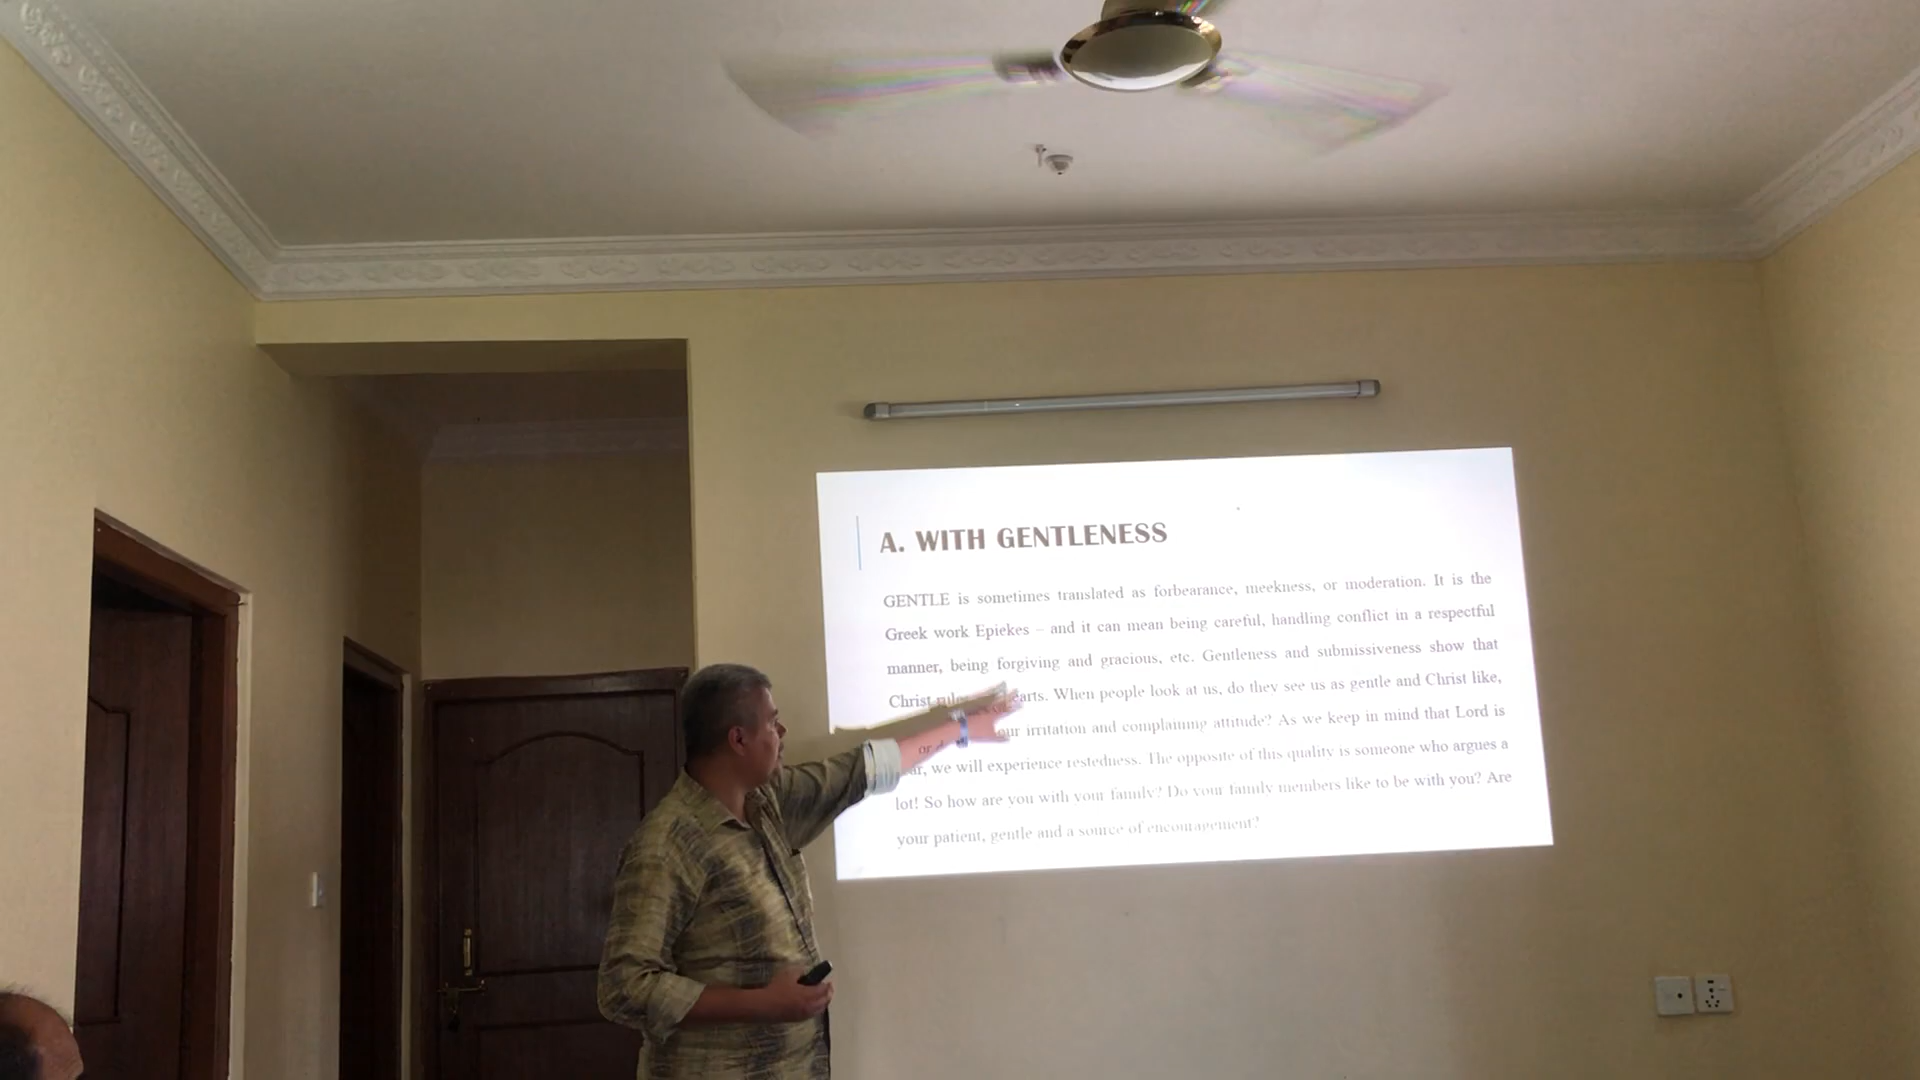 A. WITH GENTLENESS
GENTLE is sometimes translated as forbearance, meekness, or moderation. It is the
Greek work Epiekes – and it can mean being careful, handling conflict in a respectful
manner, being forgiving and gracious, etc. Gentleness and submissiveness show that
Christ rules hearts. When people look at us, do they see us as gentle and Christ like,
or our irritation and complaining attitude? As we keep in mind that Lord is
we will experience restedness. The opposite of this quality is someone who argues a
lot! So how are you with your family? Do your family members like to be with you? Are
your patient, gentle and a source of encouragement?